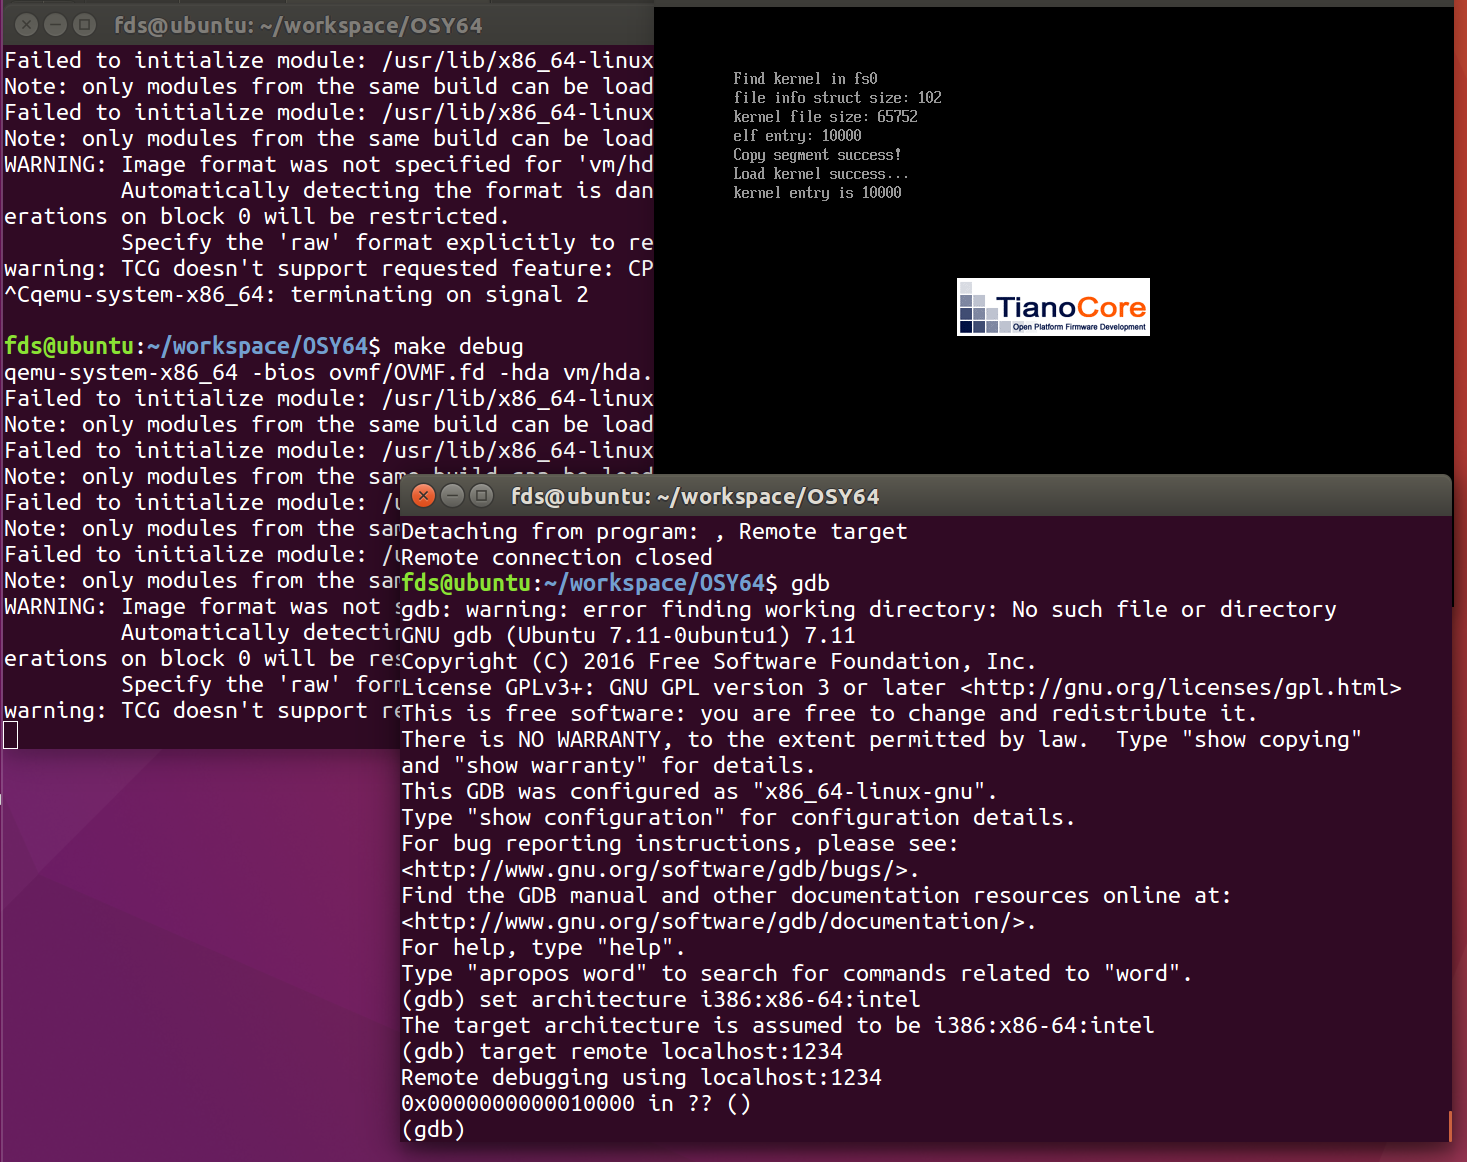 fds@ubuntu: ~/workspace/OSY64
Failed to initialize module: /usr/lib/x86_64-linux
Note: only modules from the same build can be load
Failed to initialize module: /usr/lib/x86_64-linux
Note: only modules from the same build can be load
WARNING: Image format was not specified for 'vm/hd
Automatically detecting the format is dan
erations on block 0 will be restricted.
Specify the 'raw' format explicitly to re
warning: TCG doesn't support requested feature: CP
^Cqemu-system-x86_64: terminating on signal 2
fds@ubuntu:~/workspace/OSY64$ make debug
qemu-system-x86_64 -bios ovmf/OVMF.fd -hda vm/hda.
Failed to initialize module: /usr/lib/x86_64-linux
Note: only modules from the same build can be load
Failed to initialize module: /usr/lib/x86_64-linux
Note: only modules from the same build can be load
Failed to initialize module: /u
Note: only modules from the sam
Failed to initialize module: /u
Note: only modules from the sam
WARNING: Image format was not s
Automatically detectin
erations on block 0 will be res
Specify the 'raw' form
warning: TCG doesn't support re
Find kernel in fs0
file info struct size: 102
kernel file size: 65752
elf entry: 10000
Copy segment success!
Load kernel success...
kernel entry is 10000
TianoCore
Open Platform Firmware Development
fds@ubuntu: ~/workspace/OSY64
Detaching from program: , Remote target
Remote connection closed
fds@ubuntu:~/workspace/OSY64$ gdb
gdb: warning: error finding working directory: No such file or directory
GNU gdb (Ubuntu 7.11-0ubuntu1) 7.11
Copyright (C) 2016 Free Software Foundation, Inc.
License GPLv3+: GNU GPL version 3 or later <http://gnu.org/licenses/gpl.html>
This is free software: you are free to change and redistribute it.
There is NO WARRANTY, to the extent permitted by law.  Type "show copying"
and "show warranty" for details.
This GDB was configured as "x86_64-linux-gnu".
Type "show configuration" for configuration details.
For bug reporting instructions, please see:
<http://www.gnu.org/software/gdb/bugs/>.
Find the GDB manual and other documentation resources online at:
<http://www.gnu.org/software/gdb/documentation/>.
For help, type "help".
Type "apropos word" to search for commands related to "word".
(gdb) set architecture i386:x86-64:intel
The target architecture is assumed to be i386:x86-64:intel
(gdb) target remote localhost:1234
Remote debugging using localhost:1234
0x0000000000010000 in ?? ()
(gdb)